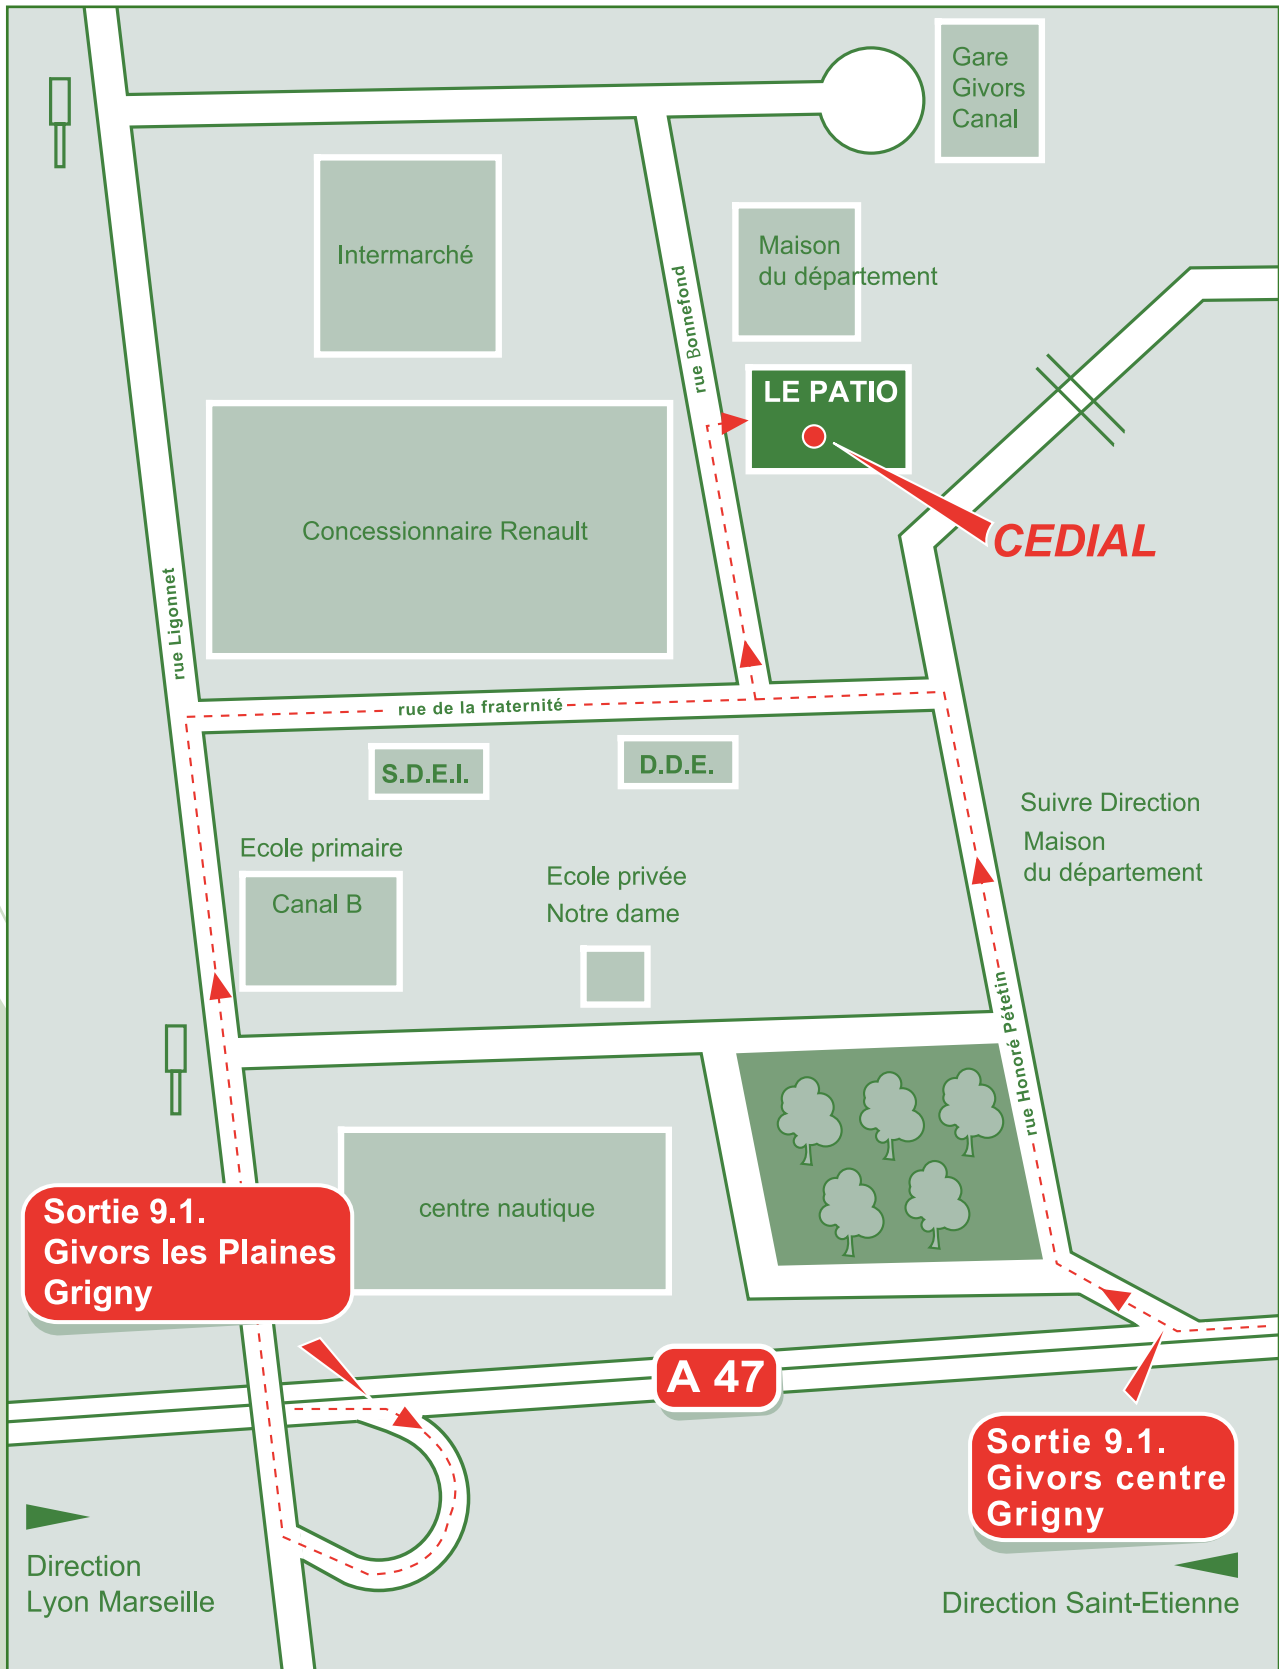 Gare
Givors
Canal
Intermarché
Maison
du département
rue Bonnefond
LE PATIO
Concessionnaire Renault
CEDIAL
rue Ligonnet
rue de la fraternité
S.D.E.I.
D.D.E.
Suivre Direction
Maison
du département
Ecole primaire
Canal B
Ecole privée
Notre dame
rue Honoré Pétetin
centre nautique
Sortie 9.1.
Givors les Plaines
Grigny
A 47
Sortie 9.1.
Givors centre
Grigny
Direction
Lyon Marseille
Direction Saint-Etienne